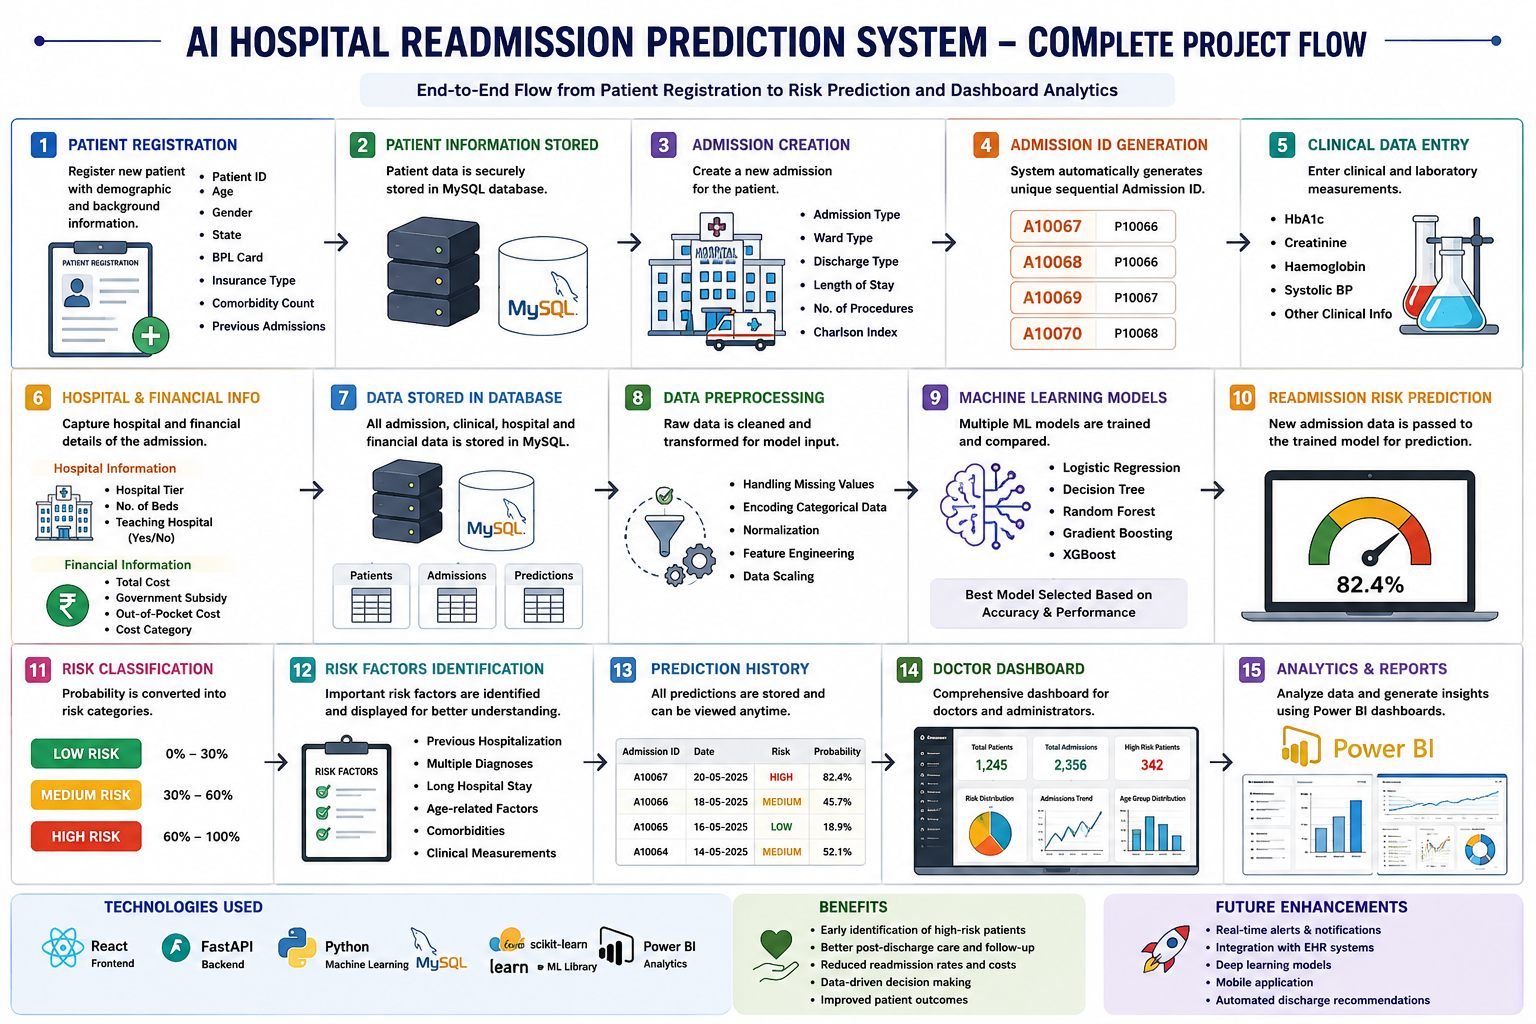 AI HOSPITAL READMISSION PREDICTION SYSTEM – COMPLETE PROJECT FLOW
End-to-End Flow from Patient Registration to Risk Prediction and Dashboard Analytics
1 PATIENT REGISTRATION
Register new patient
with demographic
and background
information.
• Patient ID
• Age
• Gender
• State
• BPL Card
• Insurance Type
• Comorbidity Count
• Previous Admissions
PATIENT REGISTRATION
2 PATIENT INFORMATION STORED
Patient data is securely
stored in MySQL database.
MySQL
3 ADMISSION CREATION
Create a new admission
for the patient.
HOSPITAL
• Admission Type
• Ward Type
• Discharge Type
• Length of Stay
• No. of Procedures
• Charlson Index
4 ADMISSION ID GENERATION
System automatically generates
unique sequential Admission ID.
A10067 P10066
A10068 P10066
A10069 P10067
A10070 P10068
5 CLINICAL DATA ENTRY
Enter clinical and laboratory
measurements.
• HbA1c
• Creatinine
• Haemoglobin
• Systolic BP
• Other Clinical Info
6 HOSPITAL & FINANCIAL INFO
Capture hospital and financial
details of the admission.
Hospital Information
• Hospital Tier
• No. of Beds
• Teaching Hospital
(Yes/No)
Financial Information
• Total Cost
• Government Subsidy
• Out-of-Pocket Cost
• Cost Category
₹
7 DATA STORED IN DATABASE
All admission, clinical, hospital and
financial data is stored in MySQL.
MySQL
Patients Admissions Predictions
8 DATA PREPROCESSING
Raw data is cleaned and
transformed for model input.
• Handling Missing Values
• Encoding Categorical Data
• Normalization
• Feature Engineering
• Data Scaling
9 MACHINE LEARNING MODELS
Multiple ML models are trained
and compared.
• Logistic Regression
• Decision Tree
• Random Forest
• Gradient Boosting
• XGBoost
Best Model Selected Based on
Accuracy & Performance
10 READMISSION RISK PREDICTION
New admission data is passed to
the trained model for prediction.
82.4%
11 RISK CLASSIFICATION
Probability is converted into
risk categories.
LOW RISK 0% – 30%
MEDIUM RISK 30% – 60%
HIGH RISK 60% – 100%
12 RISK FACTORS IDENTIFICATION
Important risk factors are identified
and displayed for better understanding.
RISK FACTORS
• Previous Hospitalization
• Multiple Diagnoses
• Long Hospital Stay
• Age-related Factors
• Comorbidities
• Clinical Measurements
13 PREDICTION HISTORY
All predictions are stored and
can be viewed anytime.
Admission ID Date Risk Probability
A10067 20-05-2025 HIGH 82.4%
A10066 18-05-2025 MEDIUM 45.7%
A10065 16-05-2025 LOW 18.9%
A10064 14-05-2025 MEDIUM 52.1%
14 DOCTOR DASHBOARD
Comprehensive dashboard for
doctors and administrators.
Total Patients Total Admissions High Risk Patients
1,245 2,356 342
Risk Distribution Admissions Trend Age Group Distribution
15 ANALYTICS & REPORTS
Analyze data and generate insights
using Power BI dashboards.
Power BI
TECHNOLOGIES USED
React
Frontend
FastAPI
Backend
Python
Machine Learning
MySQL
scikit-learn
learn
ML Library
Power BI
Analytics
BENEFITS
• Early identification of high-risk patients
• Better post-discharge care and follow-up
• Reduced readmission rates and costs
• Data-driven decision making
• Improved patient outcomes
FUTURE ENHANCEMENTS
• Real-time alerts & notifications
• Integration with EHR systems
• Deep learning models
• Mobile application
• Automated discharge recommendations